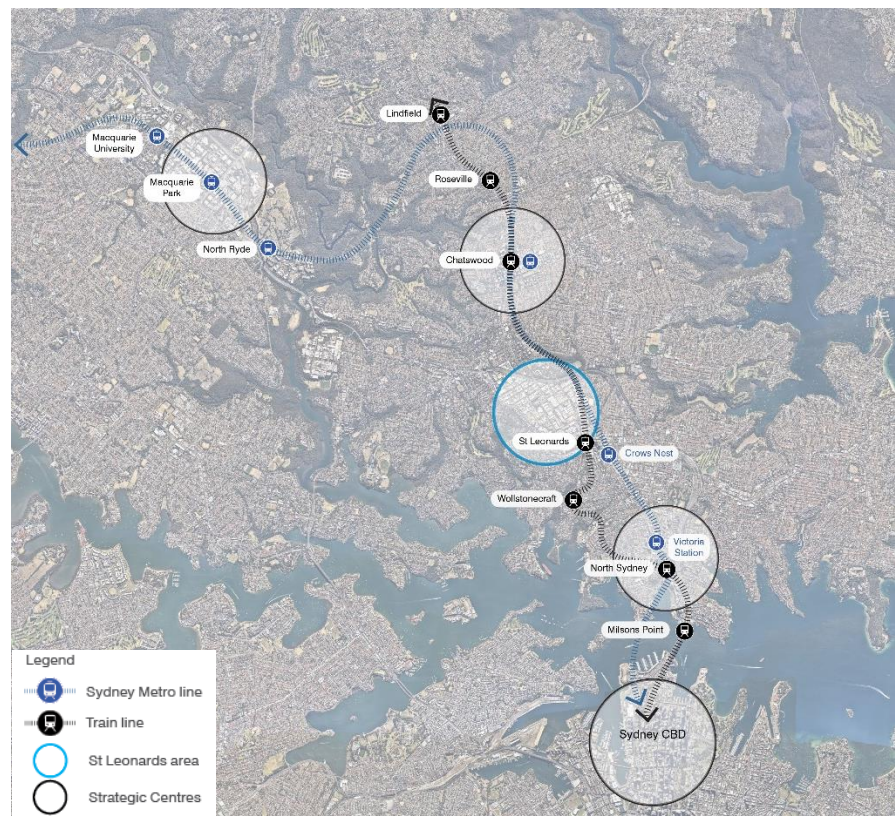 Lindfield
Macquarie
University
Roseville
Macquarie
Park
North Ryde
Chatswood
St Leonards
Crows Nest
Wollstonecraft
Victoria
Station
North Sydney
Milsons Point
Sydney CBD
Legend
Sydney Metro line
Train line
St Leonards area
Strategic Centres